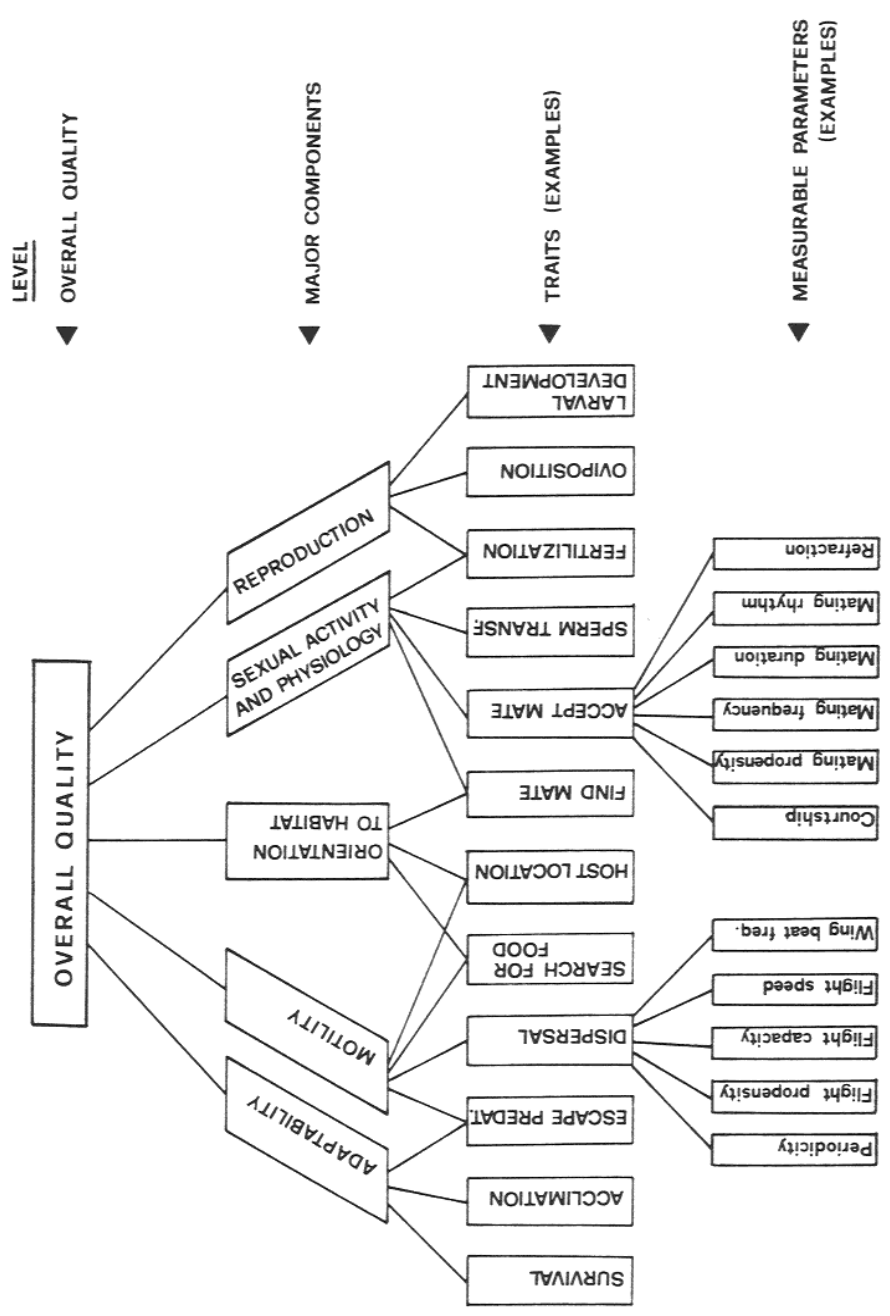 LEVEL
OVERALL QUALITY
MAJOR COMPONENTS
TRAITS (EXAMPLES)
MEASURABLE PARAMETERS
(EXAMPLES)
OVERALL QUALITY
ADAPTABILITY
MOTILITY
ORIENTATION
TO HABITAT
SEXUAL ACTIVITY
AND PHYSIOLOGY
REPRODUCTION
SURVIVAL
ACCLIMATION
ESCAPE PREDAT.
DISPERSAL
SEARCH FOR
FOOD
HOST LOCATION
FIND MATE
ACCEPT MATE
SPERM TRANSF.
FERTILIZATION
OVIPOSITION
LARVAL
DEVELOPMENT
Periodicity
Flight propensity
Flight capacity
Flight speed
Wing beat freq.
Courtship
Mating propensity
Mating frequency
Mating duration
Mating rhythm
Refraction